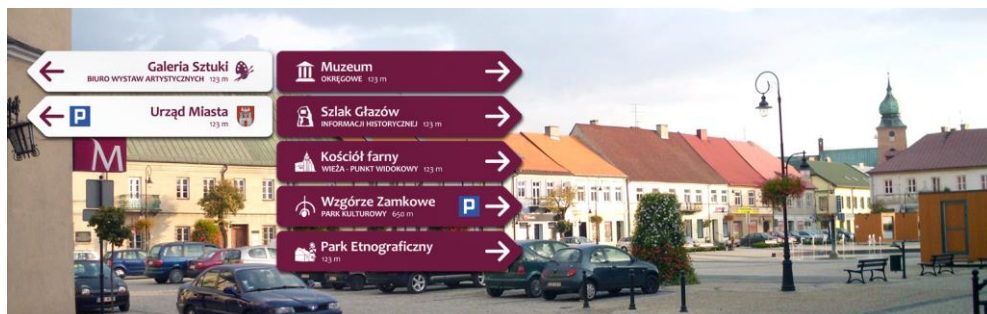 Galeria Sztuki
BIURO WYSTAW ARTYSTYCZNYCH 123 m
P Urząd Miasta
123 m
M
Muzeum
OKRĘGOWE 123 m
Szlak Głazów
INFORMACJI HISTORYCZNEJ 123 m
Kościół farny
WIEŻA - PUNKT WIDOKOWY 123 m
Wzgórze Zamkowe P
PARK KULTUROWY 650 m
Park Etnograficzny
123 m